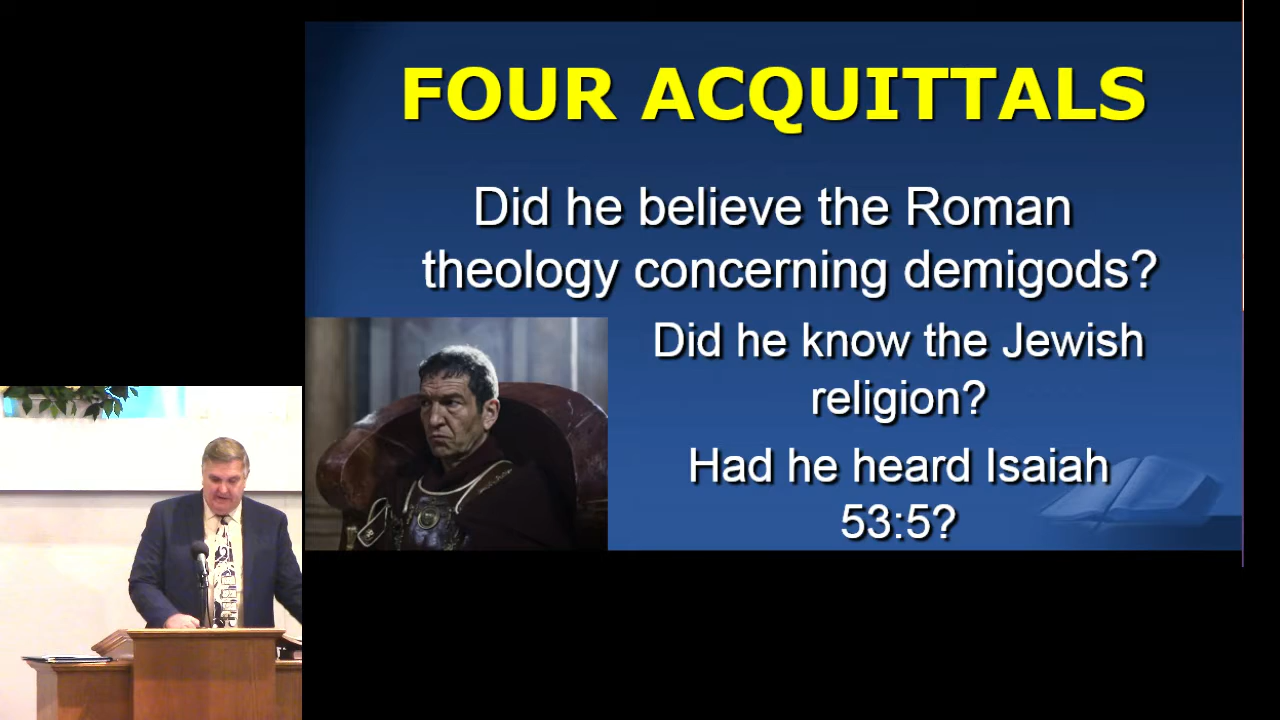 FOUR ACQUITTALS
Did he believe the Roman
theology concerning demigods?
Did he know the Jewish
religion?
Had he heard Isaiah
53:5?